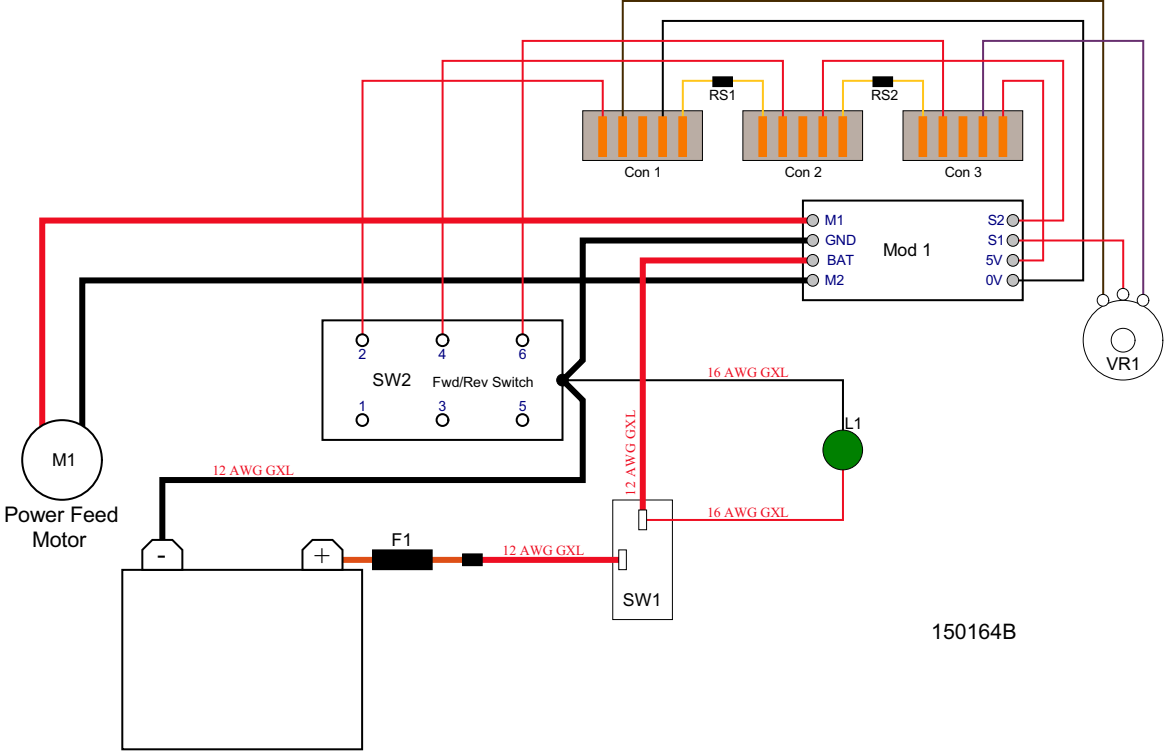 RS1
RS2
Con 1
Con 2
Con 3
M1
GND
BAT
M2
Mod 1
S2
S1
5V
0V
VR1
2
4
6
SW2
Fwd/Rev Switch
1
3
5
16 AWG GXL
L1
12 AWG GXL
M1
Power Feed
Motor
12 AWG GXL
16 AWG GXL
-
+
F1
12 AWG GXL
SW1
150164B